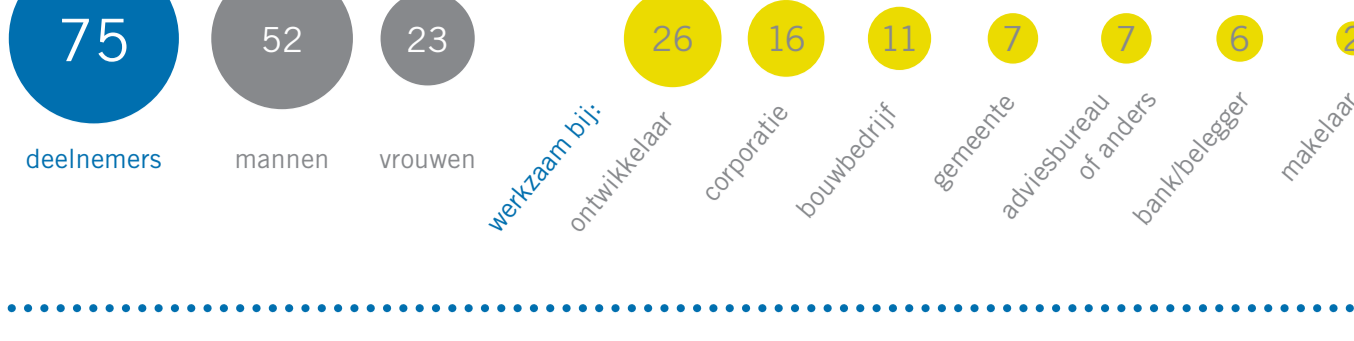 75
52
23
26
16
11
7
7
6
2
deelnemers
mannen
vrouwen
werkzaam bij:
ontwikkelaar
corporatie
bouwbedrijf
gemeente
adviesbureau
of anders
bank/belegger
makelaar